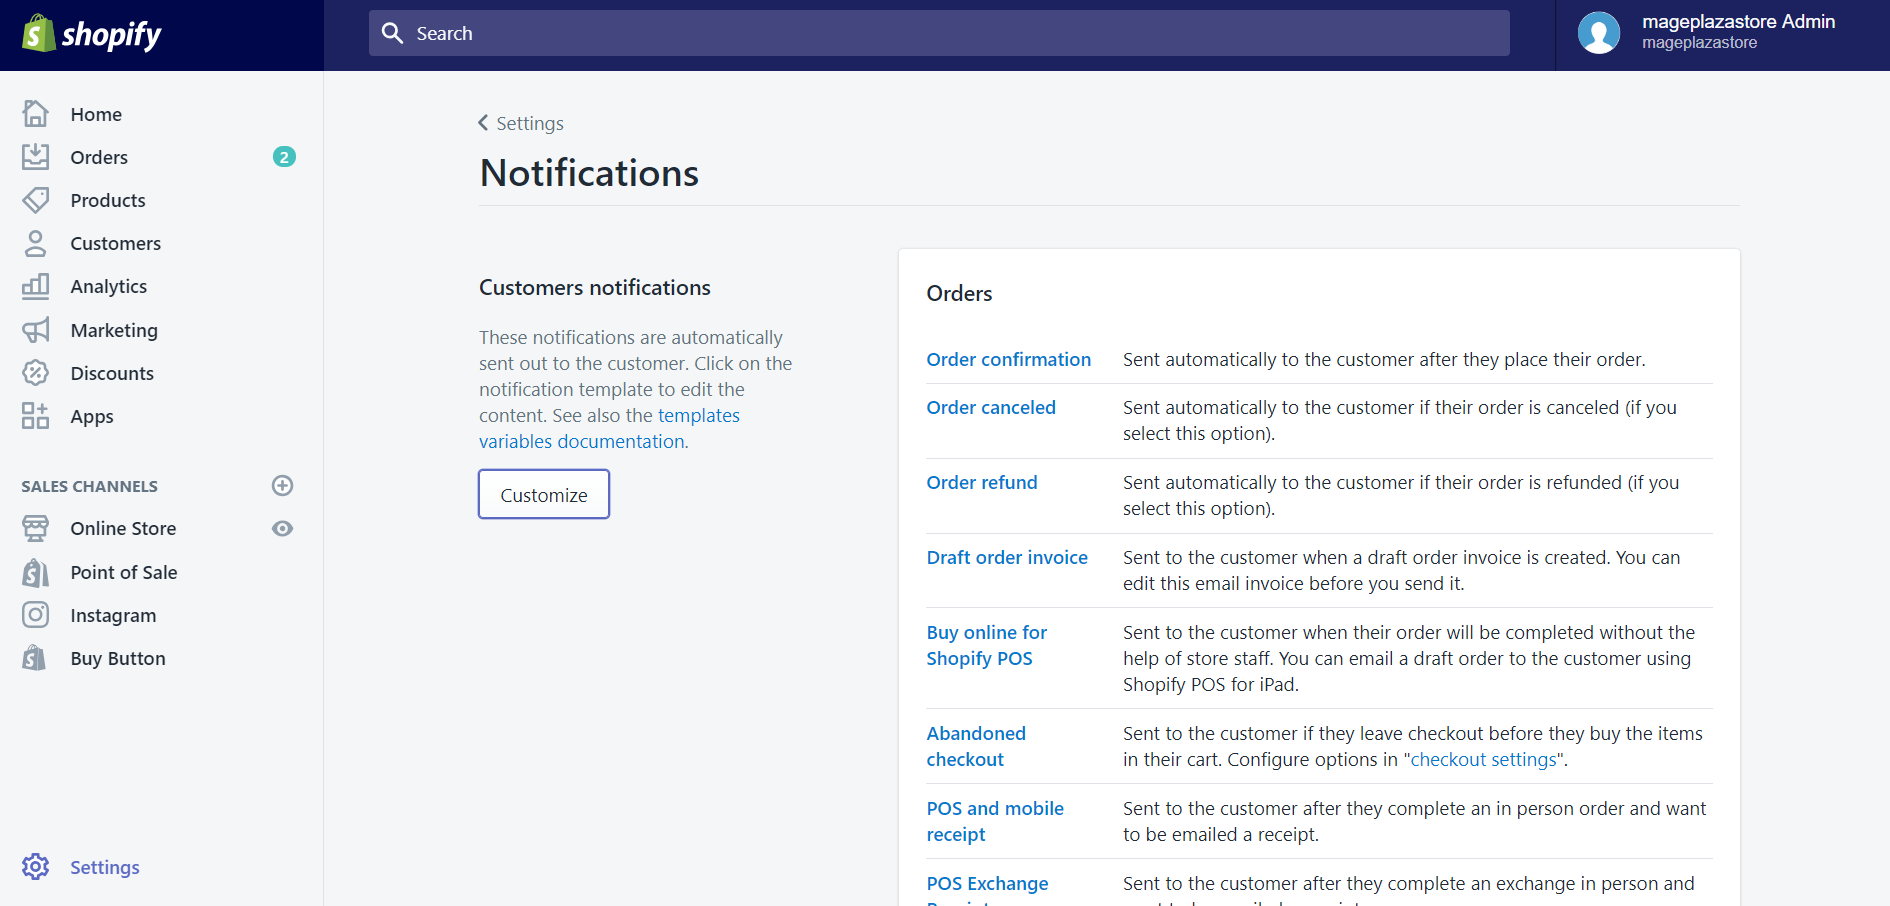 shopify
Search
mageplazastore Admin
mageplazastore
Home
Orders
2
Products
Customers
Analytics
Marketing
Discounts
Apps
SALES CHANNELS
Online Store
Point of Sale
Instagram
Buy Button
Settings
Settings
Notifications
Customers notifications
These notifications are automatically
sent out to the customer. Click on the
notification template to edit the
content. See also the templates
variables documentation.
Customize
Orders
Order confirmation
Sent automatically to the customer after they place their order.
Order canceled
Sent automatically to the customer if their order is canceled (if you
select this option).
Order refund
Sent automatically to the customer if their order is refunded (if you
select this option).
Draft order invoice
Sent to the customer when a draft order invoice is created. You can
edit this email invoice before you send it.
Buy online for
Shopify POS
Sent to the customer when their order will be completed without the
help of store staff. You can email a draft order to the customer using
Shopify POS for iPad.
Abandoned
checkout
Sent to the customer if they leave checkout before they buy the items
in their cart. Configure options in "checkout settings".
POS and mobile
receipt
Sent to the customer after they complete an in person order and want
to be emailed a receipt.
POS Exchange
Sent to the customer after they complete an exchange in person and